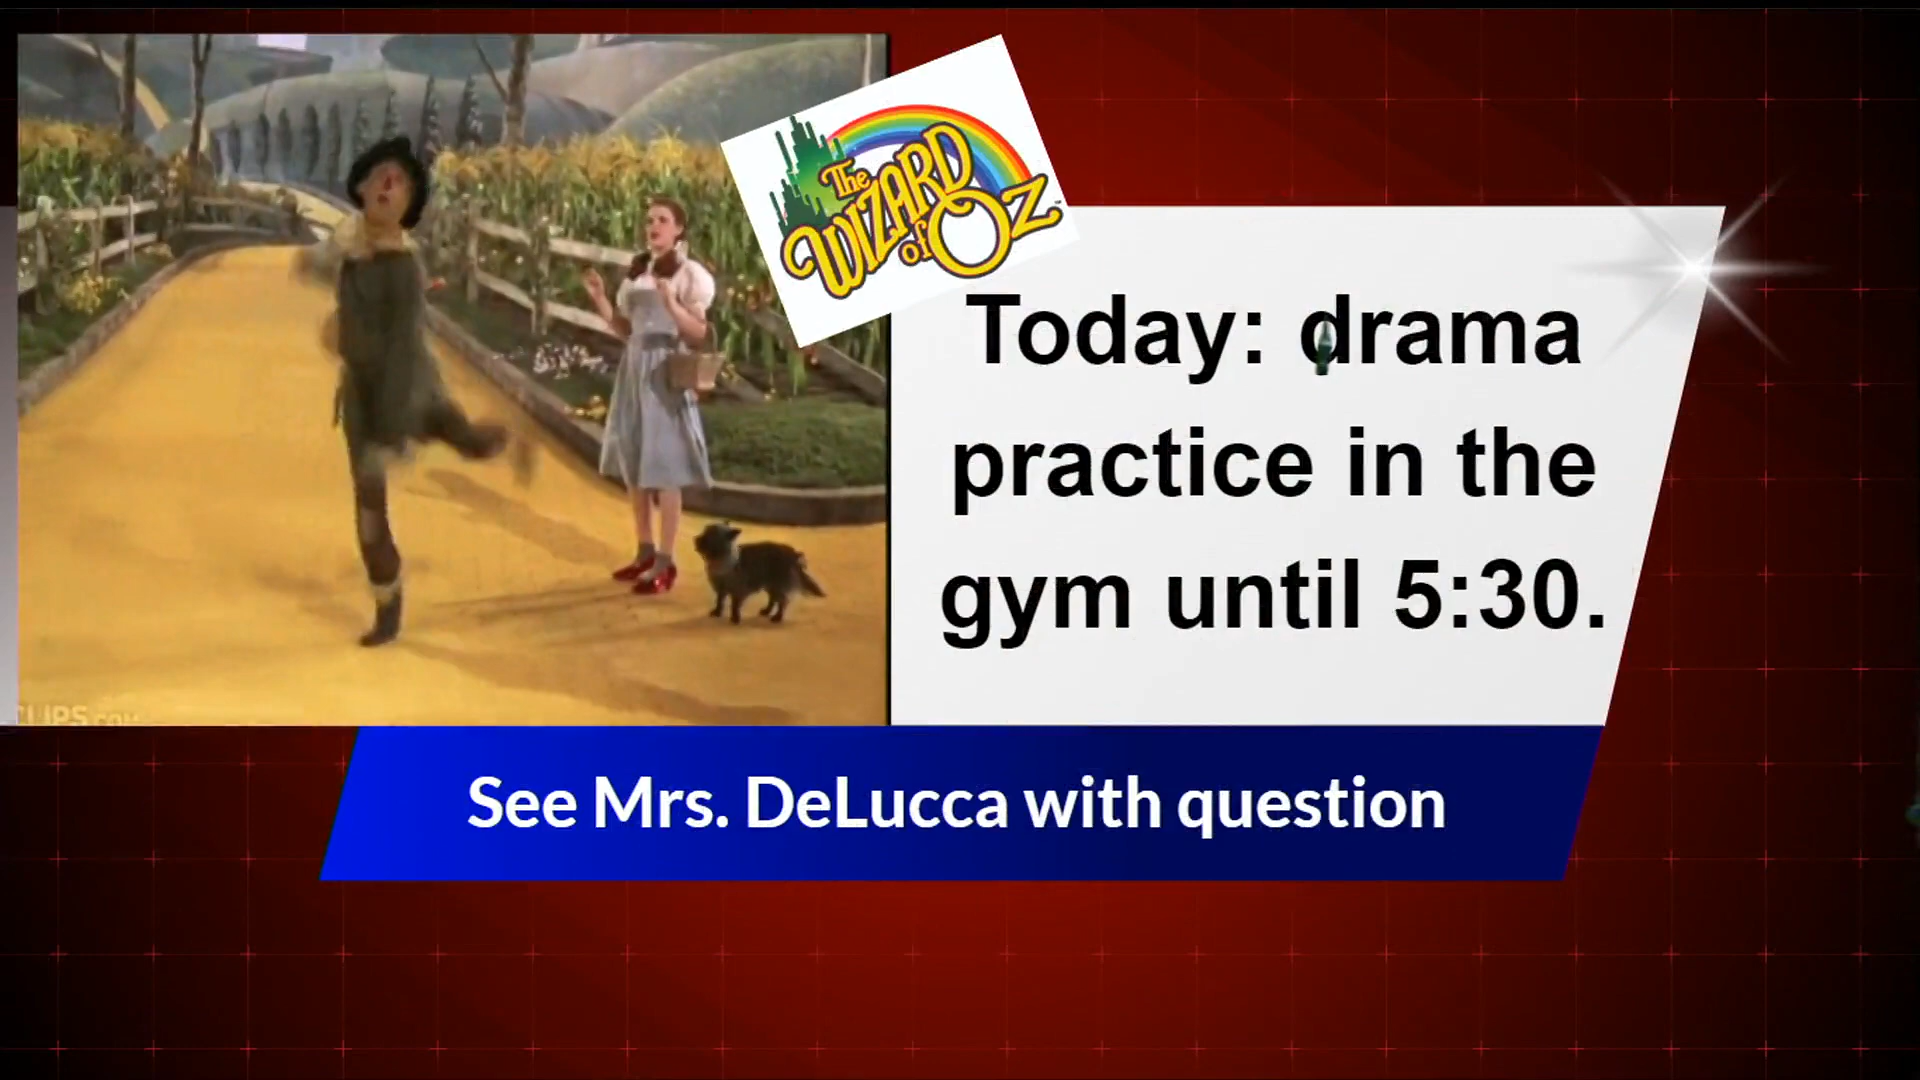 The
WIZARD
of OZ
Today: drama
practice in the
gym until 5:30.
See Mrs. DeLucca with question